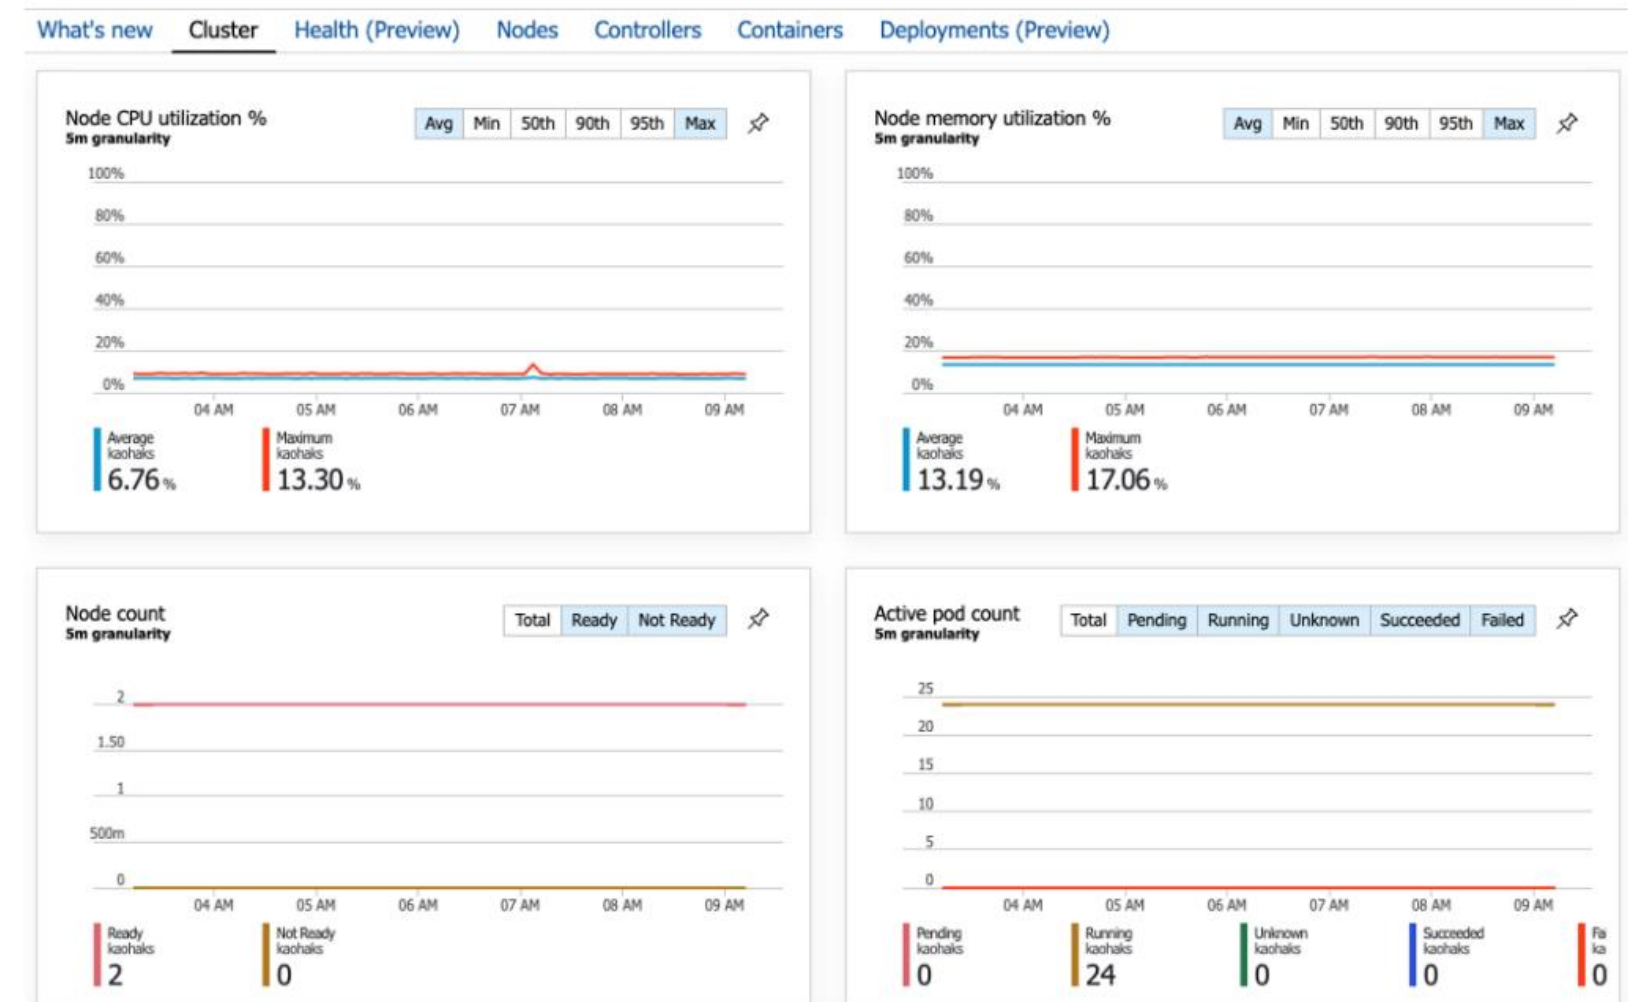 What's new Cluster Health (Preview) Nodes Controllers Containers Deployments (Preview)
Node CPU utilization %
5m granularity
Avg Min 50th 90th 95th Max
100%
80%
60%
40%
20%
0%
04 AM 05 AM 06 AM 07 AM 08 AM 09 AM
Average
kaohaks
6.76 %
Maximum
kaohaks
13.30 %
Node memory utilization %
5m granularity
Avg Min 50th 90th 95th Max
100%
80%
60%
40%
20%
0%
04 AM 05 AM 06 AM 07 AM 08 AM 09 AM
Average
kaohaks
13.19 %
Maximum
kaohaks
17.06 %
Node count
5m granularity
Total Ready Not Ready
2
1.50
1
500m
0
04 AM 05 AM 06 AM 07 AM 08 AM 09 AM
Ready
kaohaks
2
Not Ready
kaohaks
0
Active pod count
5m granularity
Total Pending Running Unknown Succeeded Failed
25
20
15
10
5
0
04 AM 05 AM 06 AM 07 AM 08 AM 09 AM
Pending
kaohaks
0
Running
kaohaks
24
Unknown
kaohaks
0
Succeeded
kaohaks
0
Fa
ka
0